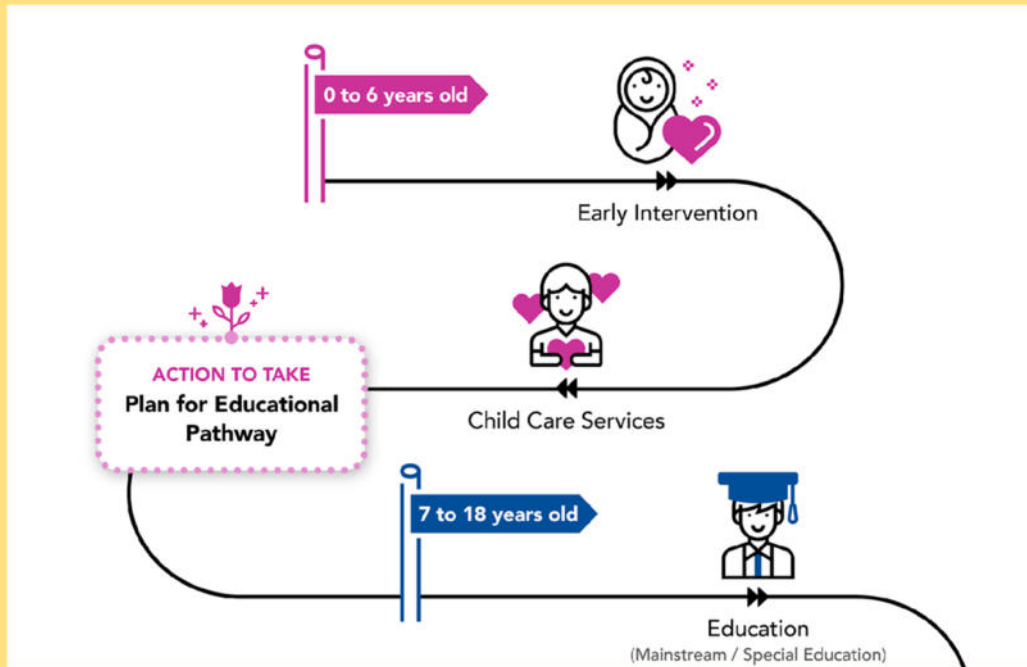 0 to 6 years old
Early Intervention
Child Care Services
ACTION TO TAKE
Plan for Educational
Pathway
7 to 18 years old
Education
(Mainstream / Special Education)